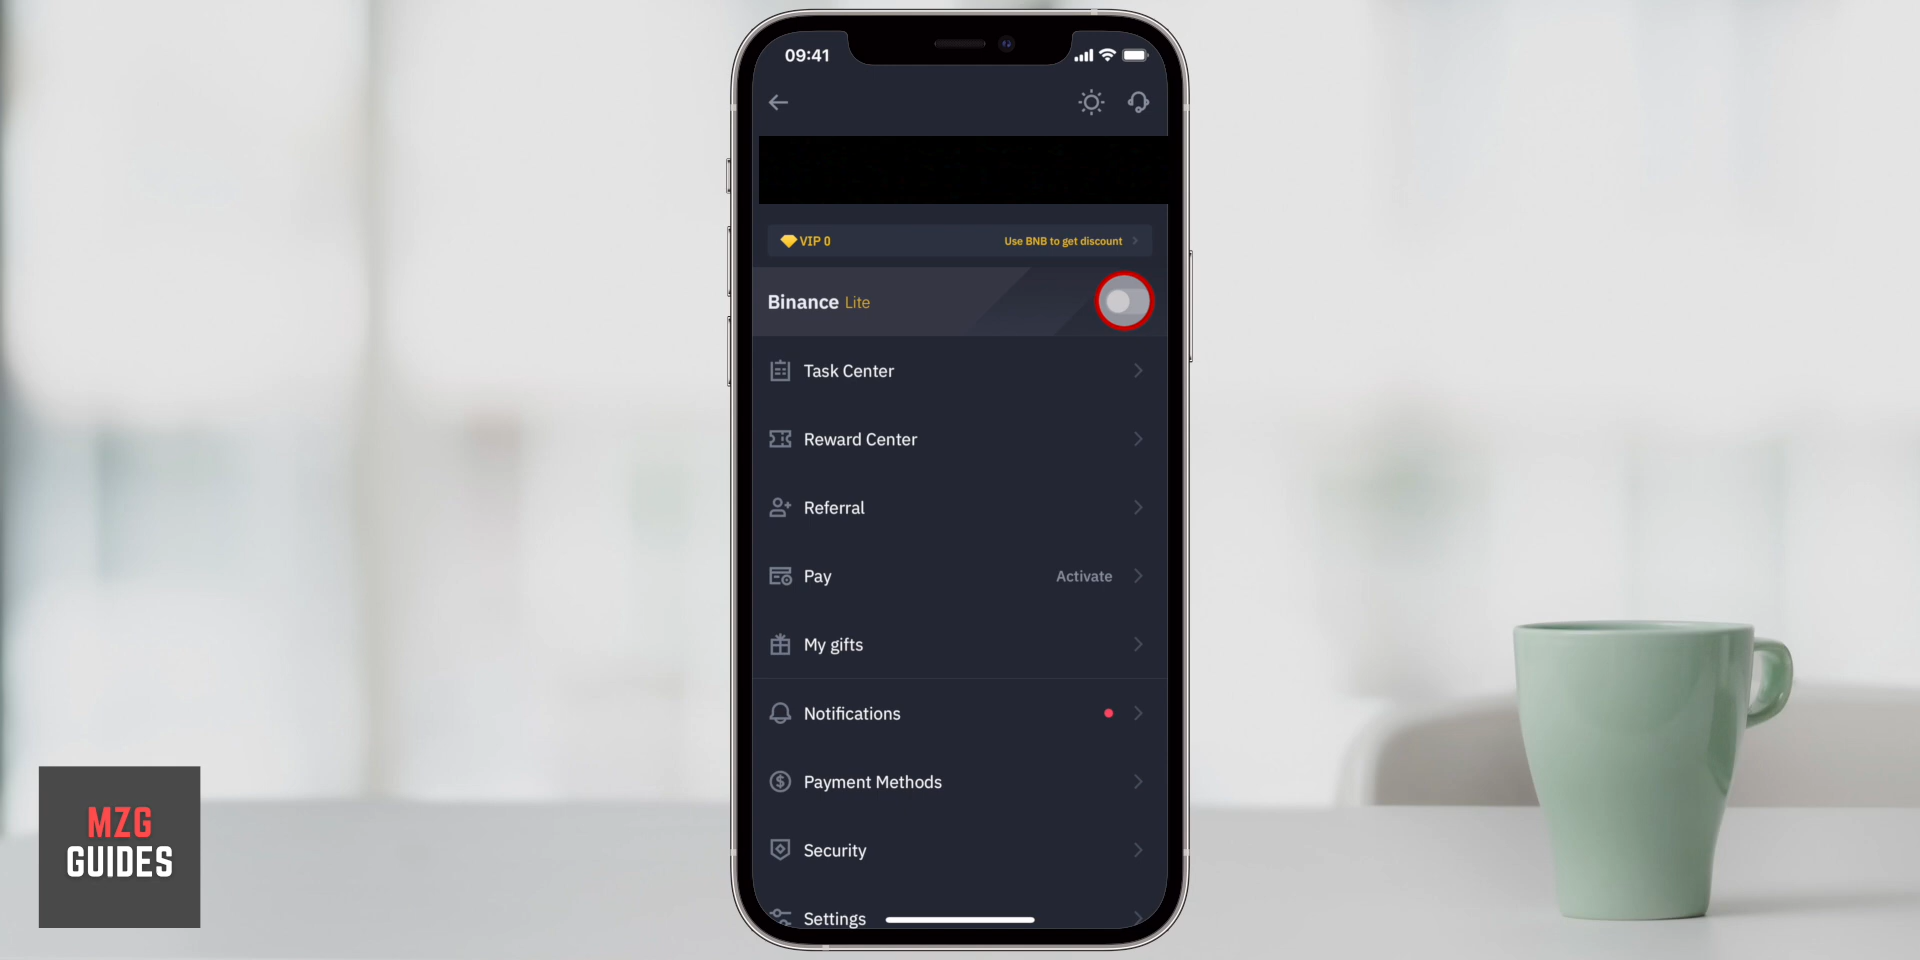 09:41
VIP 0
Use BNB to get discount
Binance Lite
Task Center
Reward Center
Referral
Pay
Activate
My gifts
Notifications
Payment Methods
Security
Settings
MZG
GUIDES